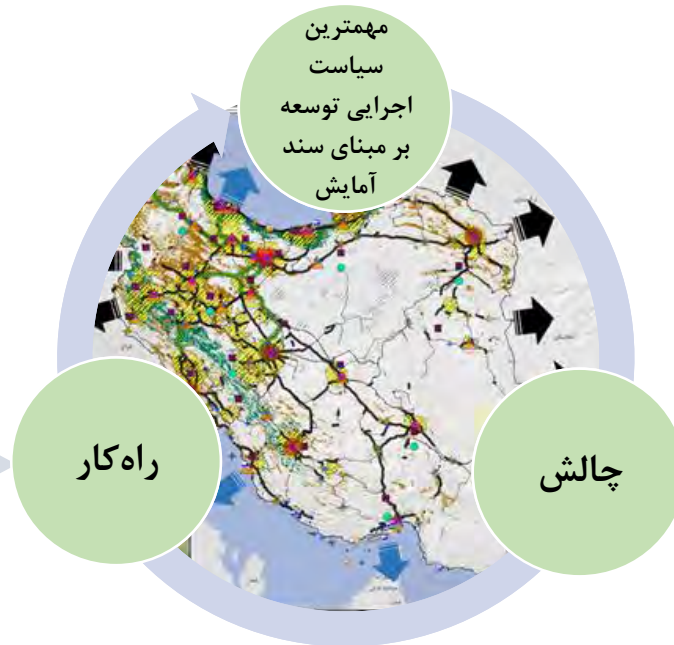 مهمترین
سیاست
اجرایی توسعه
بر مبنای سند
آمایش
چالش
راه‌کار